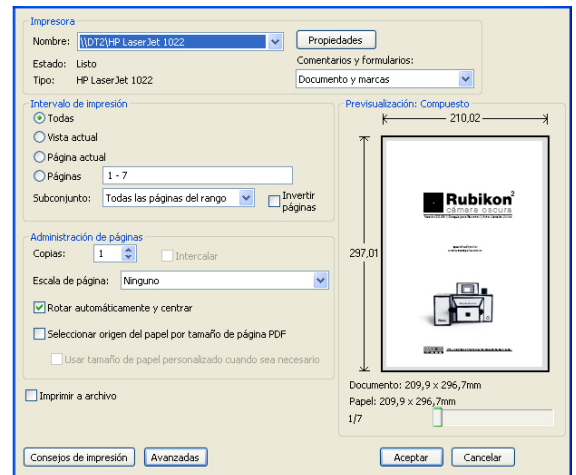 Impresora
Nombre: \\DT2\HP LaserJet 1022
Propiedades
Estado: Listo
Comentarios y formularios:
Tipo: HP LaserJet 1022
Documento y marcas
Intervalo de impresión
Todas
Vista actual
Página actual
Páginas 1 - 7
Subconjunto: Todas las páginas del rango
Invertir páginas
Administración de páginas
Copias: 1
Intercalar
Escala de página: Ninguno
Rotar automáticamente y centrar
Seleccionar origen del papel por tamaño de página PDF
Usar tamaño de papel personalizado cuando sea necesario
Imprimir a archivo
Previsualización: Compuesto
210,02
297,01
Rubikon²
cámara oscura
Documento: 209,9 x 296,7mm
Papel: 209,9 x 296,7mm
1/7
Consejos de impresión
Avanzadas
Aceptar
Cancelar